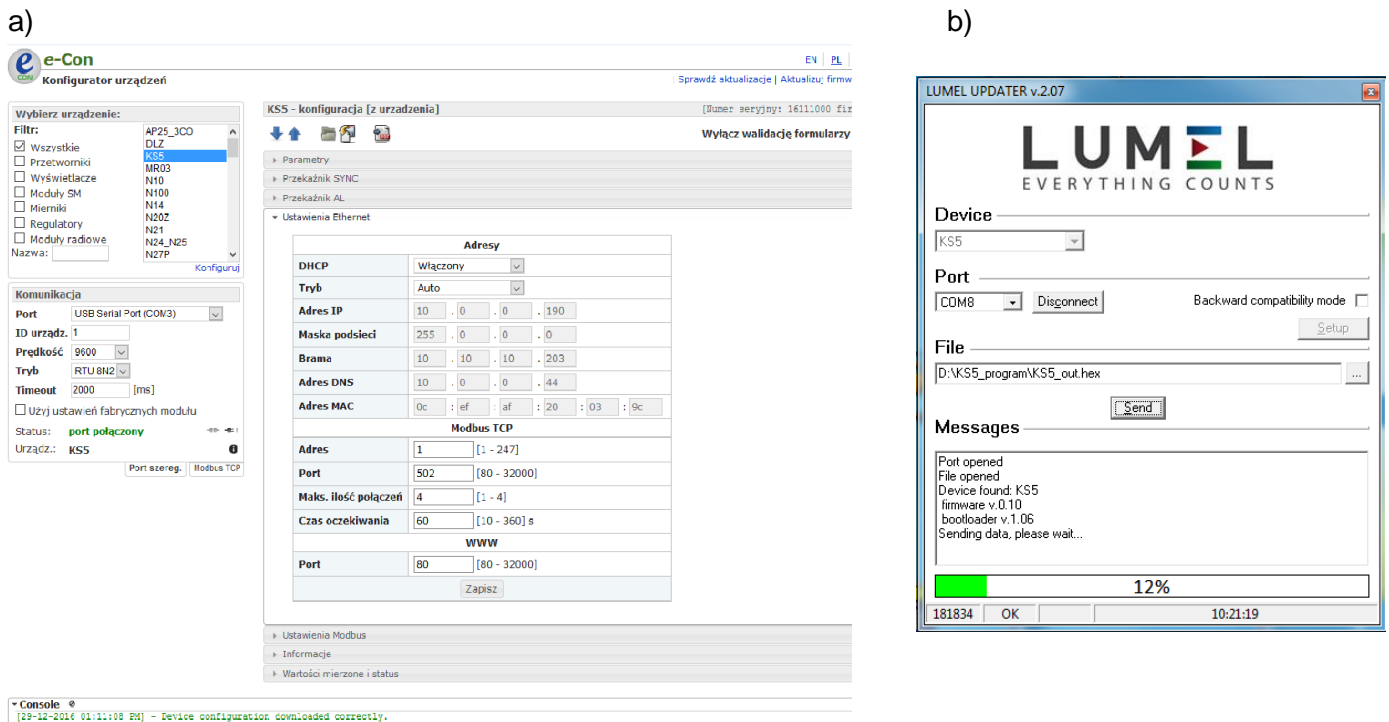 a)
b)
e-Con
Konfigurator urządzeń
EN | PL
Sprawdź aktualizacje | Aktualizuj firmw
Wybierz urządzenie:
Filtr:
Wszystkie
Przetworniki
Wyświetlacze
Moduły SM
Mierniki
Regulatory
Moduły radiowe
Nazwa:
AP25_3CO
DLZ
KS5
MR03
N10
N100
N14
N20Z
N21
N24_N25
N27P
Konfiguruj
Komunikacja
Port USB Serial Port (COM3)
ID urządz. 1
Prędkość 9600
Tryb RTU 8N2
Timeout 2000 [ms]
Użyj ustawień fabrycznych modułu
Status: port połączony
Urządz.: KS5
Port szereg. Modbus TCP
KS5 - konfiguracja [z urzadzenia]
[Numer seryjny: 16111000 fir
Wyłącz walidację formularzy
Parametry
Przekaźnik SYNC
Przekaźnik AL
Ustawienia Ethernet
Adresy
DHCP Włączony
Tryb Auto
Adres IP 10 . 0 . 0 . 190
Maska podsieci 255 . 0 . 0 . 0
Brama 10 . 10 . 10 . 203
Adres DNS 10 . 0 . 0 . 44
Adres MAC 0c : ef : af : 20 : 03 : 9c
Modbus TCP
Adres 1 [1 - 247]
Port 502 [80 - 32000]
Maks. ilość połączeń 4 [1 - 4]
Czas oczekiwania 60 [10 - 360] s
WWW
Port 80 [80 - 32000]
Zapisz
Ustawienia Modbus
Informacje
Wartości mierzone i status
Console
[29-12-2016 01:11:08 PM] - Device configuration downloaded correctly.
LUMEL UPDATER v.2.07
LUMEL
EVERYTHING COUNTS
Device
KS5
Port
COM8 Disconnect Backward compatibility mode
Setup
File
D:\KS5_program\KS5_out.hex ...
Send
Messages
Port opened
File opened
Device found: KS5
firmware v.0.10
bootloader v.1.06
Sending data, please wait...
12%
181834 OK 10:21:19